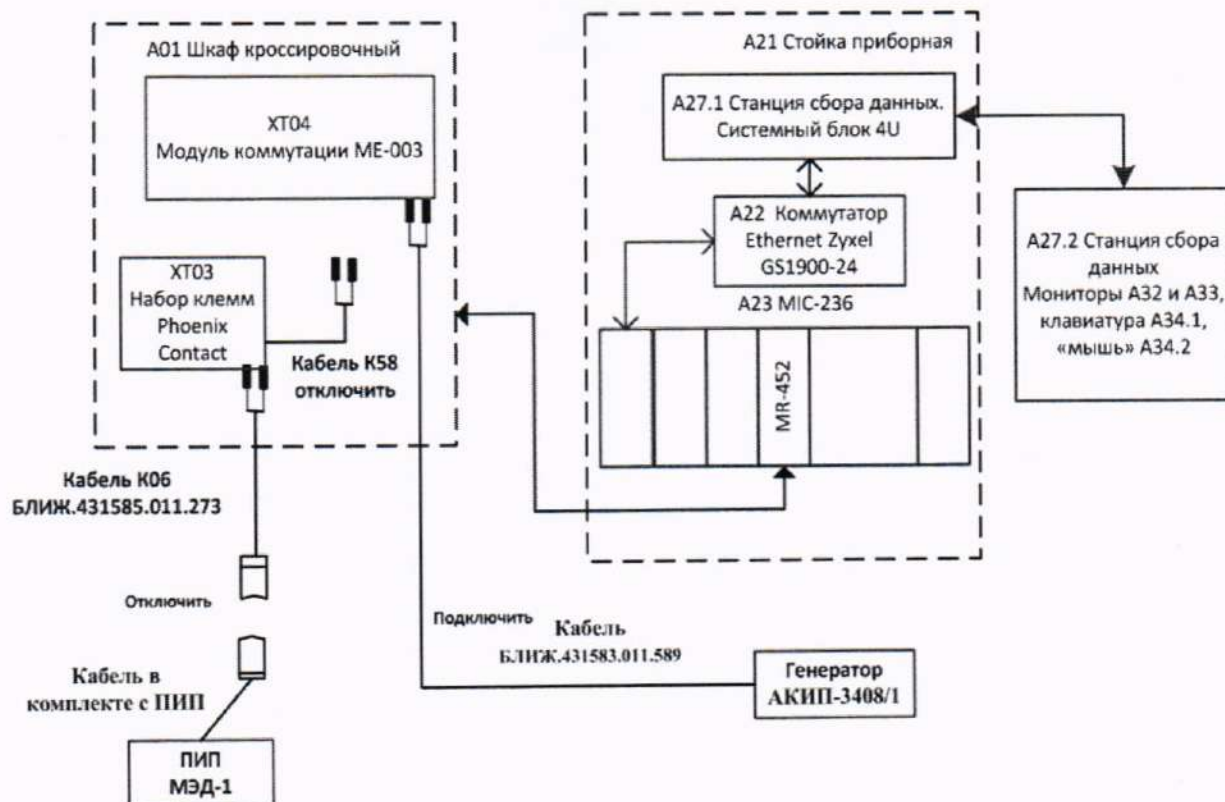 А01 Шкаф кроссировочный
ХТ04
Модуль коммутации МЕ-003
ХТ03
Набор клемм
Phoenix
Contact
Кабель К58
отключить
Кабель К06
БЛИЖ.431585.011.273
Отключить
Кабель в
комплекте с ПИП
ПИП
МЭД-1
Подключить
Кабель
БЛИЖ.431583.011.589
Генератор
АКИП-3408/1
А21 Стойка приборная
А27.1 Станция сбора данных.
Системный блок 4U
А22 Коммутатор
Ethernet Zyxel
GS1900-24
А23 MIC-236
MR-452
А27.2 Станция сбора
данных
Мониторы А32 и А33,
клавиатура А34.1,
«мышь» А34.2